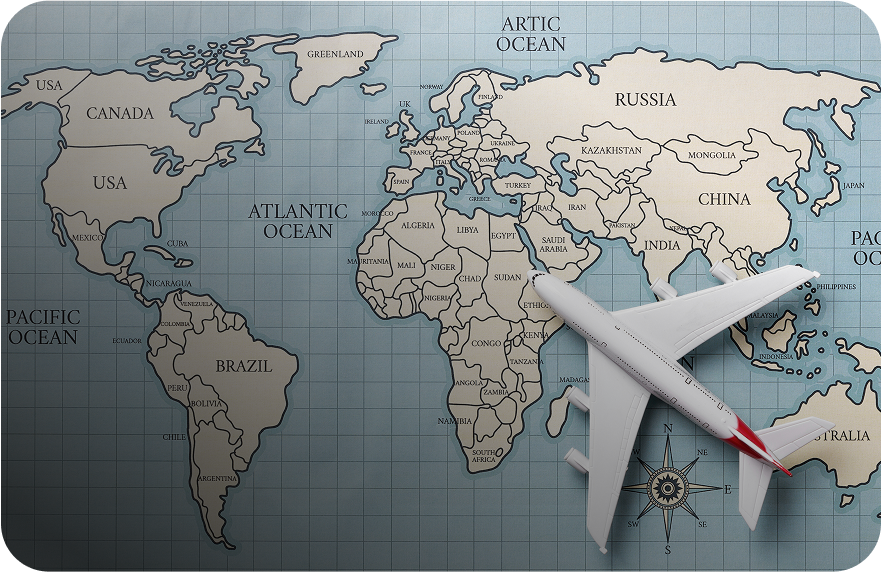 ARTIC
OCEAN
GREENLAND
USA
CANADA
RUSSIA
NORWAY
FINLAND
UK
IRELAND
POLAND
UKRAINE
FRANCE
ITALY
SPAIN
GREECE
TURKEY
KAZAKHSTAN
MONGOLIA
USA
CHINA
JAPAN
ATLANTIC
OCEAN
MOROCCO
ALGERIA
LIBYA
EGYPT
IRAQ
IRAN
PAKISTAN
NEPAL
INDIA
SAUDI
ARABIA
MEXICO
CUBA
NICARAGUA
MAURITANIA
MALI
NIGER
CHAD
SUDAN
NIGERIA
ETHIO
PAC
OC
PHILIPPINES
PACIFIC
OCEAN
VENEZUELA
COLOMBIA
ECUADOR
BRAZIL
PERU
BOLIVIA
CHILE
ARGENTINA
CONGO
KENYA
TANZANIA
ANGOLA
ZAMBIA
NAMIBIA
MADAGA
SOUTH
AFRICA
MALAYSIA
INDONESIA
STRALIA
N
N
NE
W
E
SW
SE
S